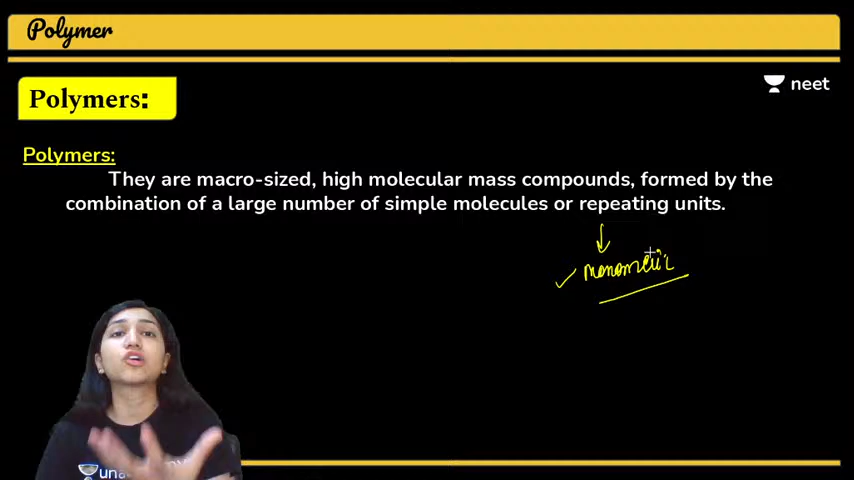 Polymer
Polymers:
neet
Polymers:
They are macro-sized, high molecular mass compounds, formed by the
combination of a large number of simple molecules or repeating units.
una